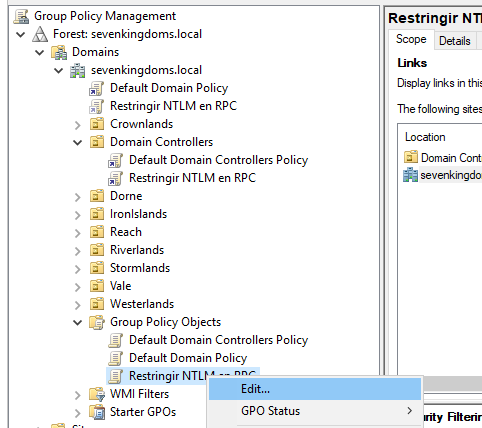 Group Policy Management
Forest: sevenkingdoms.local
Domains
sevenkingdoms.local
Default Domain Policy
Restringir NTLM en RPC
Crownlands
Domain Controllers
Default Domain Controllers Policy
Restringir NTLM en RPC
Dorne
IronIslands
Reach
Riverlands
Stormlands
Vale
Westerlands
Group Policy Objects
Default Domain Controllers Policy
Default Domain Policy
Restringir NTLM en RPC
WMI Filters
Starter GPOs
Edit...
GPO Status
Restringir NTL
Scope
Details
Links
Display links in this
The following sites
Location
Domain Cont
sevenkingdo
urity Filtering